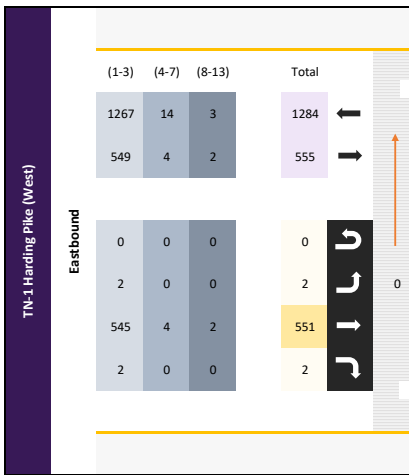 TN-1 Harding Pike (West)
Eastbound
(1-3) (4-7) (8-13) Total
1267 14 3 1284
549 4 2 555
0 0 0 0
2 0 0 2 0
545 4 2 551
2 0 0 2